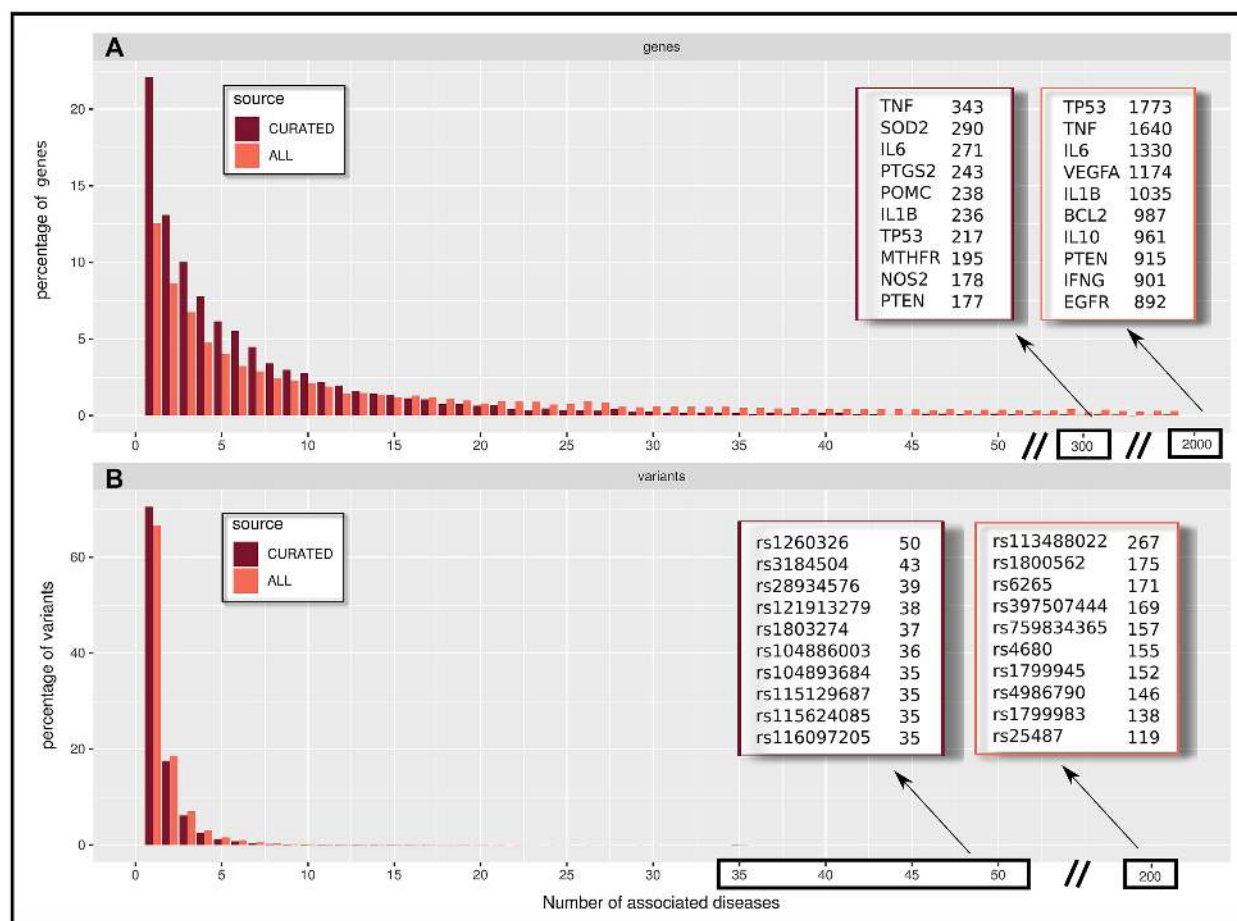 A
genes
percentage of genes
20
15
10
5
0
source
CURATED
ALL
TNF 343
SOD2 290
IL6 271
PTGS2 243
POMC 238
IL1B 236
TP53 217
MTHFR 195
NOS2 178
PTEN 177
TP53 1773
TNF 1640
IL6 1330
VEGFA 1174
IL1B 1035
BCL2 987
IL10 961
PTEN 915
IFNG 901
EGFR 892
0 5 10 15 20 25 30 35 40 45 50 // 300 // 2000
B
variants
percentage of variants
60
40
20
0
source
CURATED
ALL
rs1260326 50
rs3184504 43
rs28934576 39
rs121913279 38
rs1803274 37
rs104886003 36
rs104893684 35
rs115129687 35
rs115624085 35
rs116097205 35
rs113488022 267
rs1800562 175
rs6265 171
rs397507444 169
rs759834365 157
rs4680 155
rs1799945 152
rs4986790 146
rs1799983 138
rs25487 119
0 5 10 15 20 25 30 35 40 45 50 // 200
Number of associated diseases